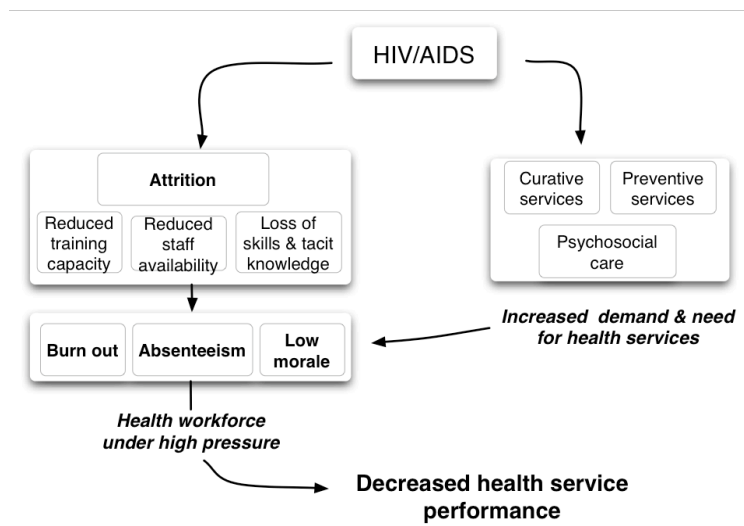 HIV/AIDS
Attrition
Reduced
training
capacity
Reduced
staff
availability
Loss of
skills & tacit
knowledge
Curative
services
Preventive
services
Psychosocial
care
Increased demand & need
for health services
Burn out
Absenteeism
Low
morale
Health workforce
under high pressure
Decreased health service
performance